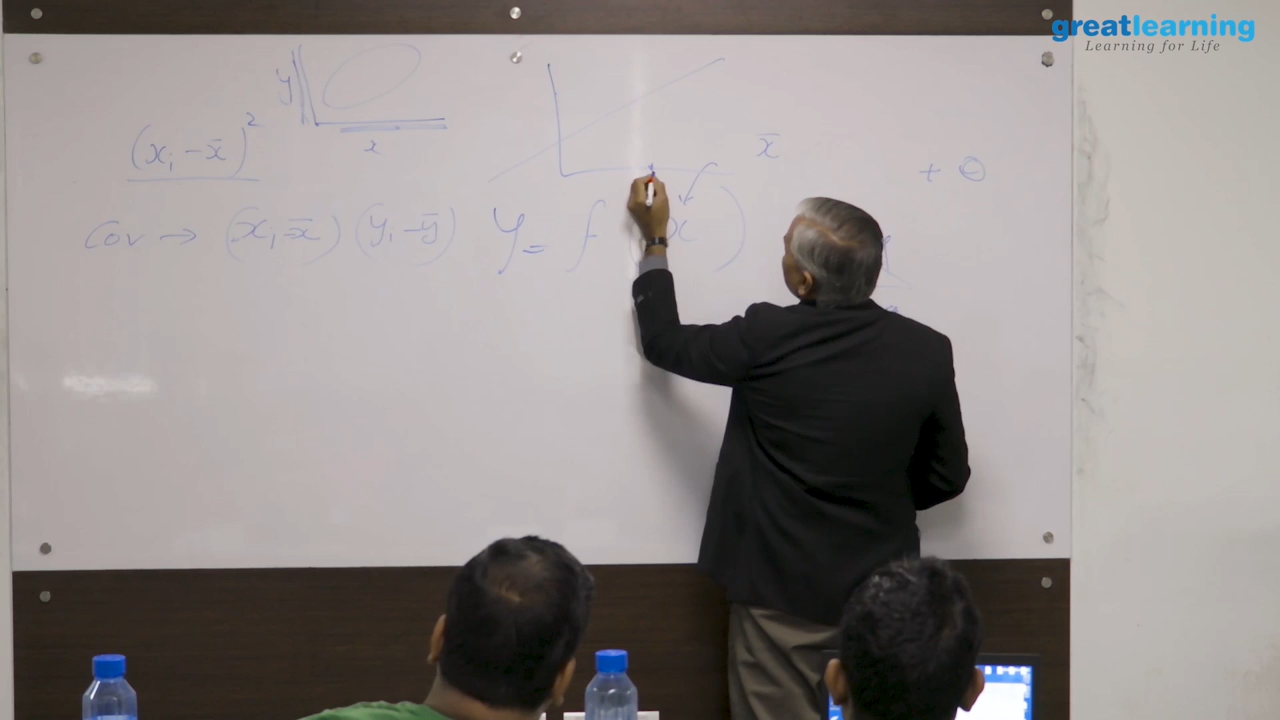 greatlearning
Learning for Life
y
x
(xᵢ - x̄)²
x̄
+ ⊖
Cov → (xᵢ - x̄) (yᵢ - ȳ)
y = f ( x )